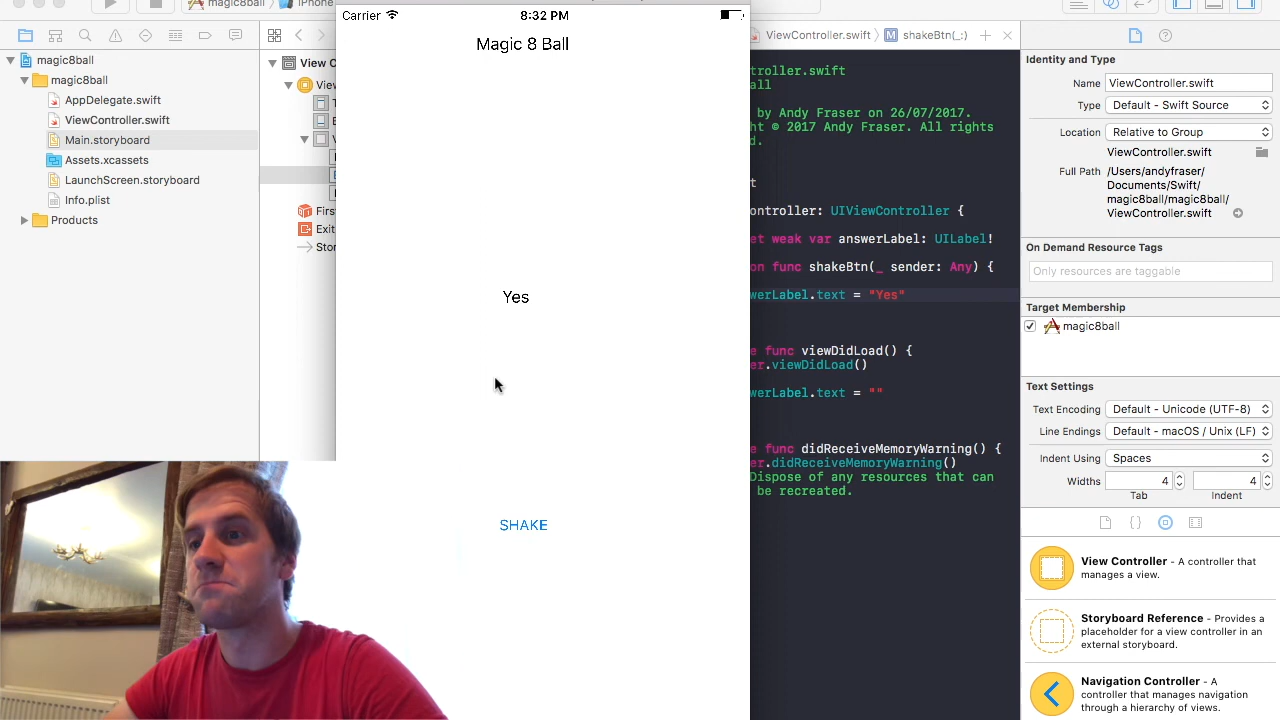 magic8ball
iPhone
Carrier
8:32 PM
Magic 8 Ball
Yes
SHAKE
magic8ball
magic8ball
AppDelegate.swift
ViewController.swift
Main.storyboard
Assets.xcassets
LaunchScreen.storyboard
Info.plist
Products
View C
View
First
Exit
Stor
ViewController.swift
M
shakeBtn(_:)
troller.swift
all
by Andy Fraser on 26/07/2017.
ht © 2017 Andy Fraser. All rights
d.
t
ontroller: UIViewController {
et weak var answerLabel: UILabel!
on func shakeBtn(_ sender: Any) {
werLabel.text = "Yes"
e func viewDidLoad() {
er.viewDidLoad()
werLabel.text = ""
e func didReceiveMemoryWarning() {
er.didReceiveMemoryWarning()
Dispose of any resources that can
be recreated.
Identity and Type
Name ViewController.swift
Type Default - Swift Source
Location Relative to Group
ViewController.swift
Full Path /Users/andyfraser/
Documents/Swift/
magic8ball/magic8ball/
ViewController.swift
On Demand Resource Tags
Only resources are taggable
Target Membership
magic8ball
Text Settings
Text Encoding Default - Unicode (UTF-8)
Line Endings Default - macOS / Unix (LF)
Indent Using Spaces
Widths 4 4
Tab Indent
View Controller - A controller that
manages a view.
Storyboard Reference - Provides a
placeholder for a view controller in an
external storyboard.
Navigation Controller - A
controller that manages navigation
through a hierarchy of views.